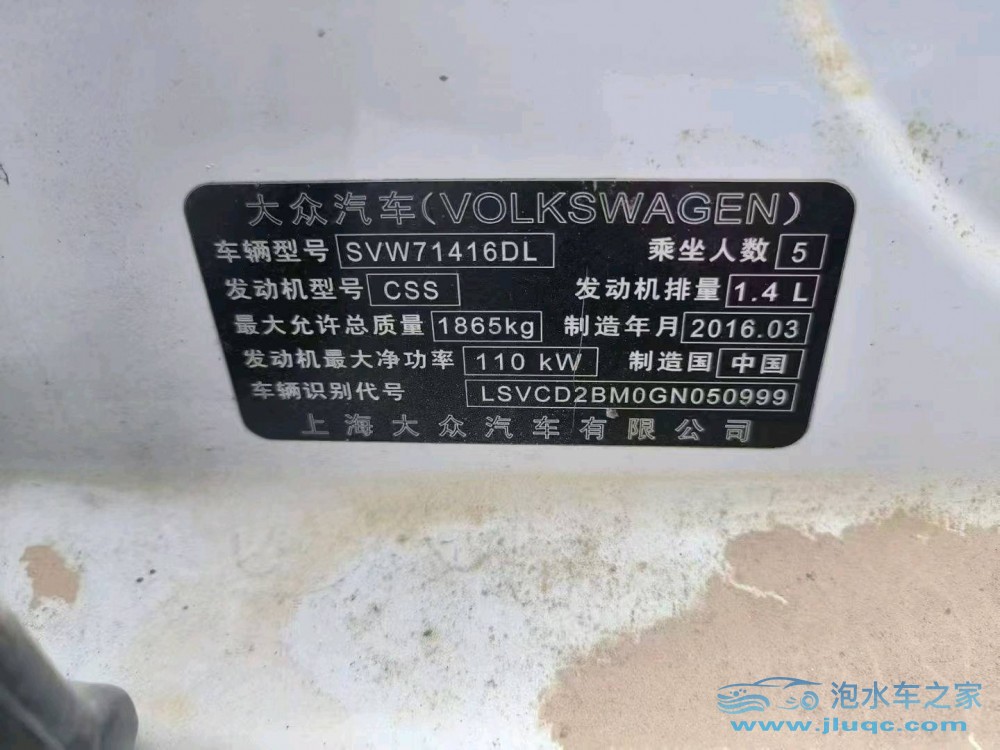 大众汽车(VOLKSWAGEN)
车辆型号 SVW71416DL 乘坐人数 5
发动机型号 CSS 发动机排量 1.4 L
最大允许总质量 1865kg 制造年月 2016.03
发动机最大净功率 110 kW 制造国 中国
车辆识别代号 LSVCD2BM0GN050999
上海大众汽车有限公司
泡水车之家
www.jluqc.com